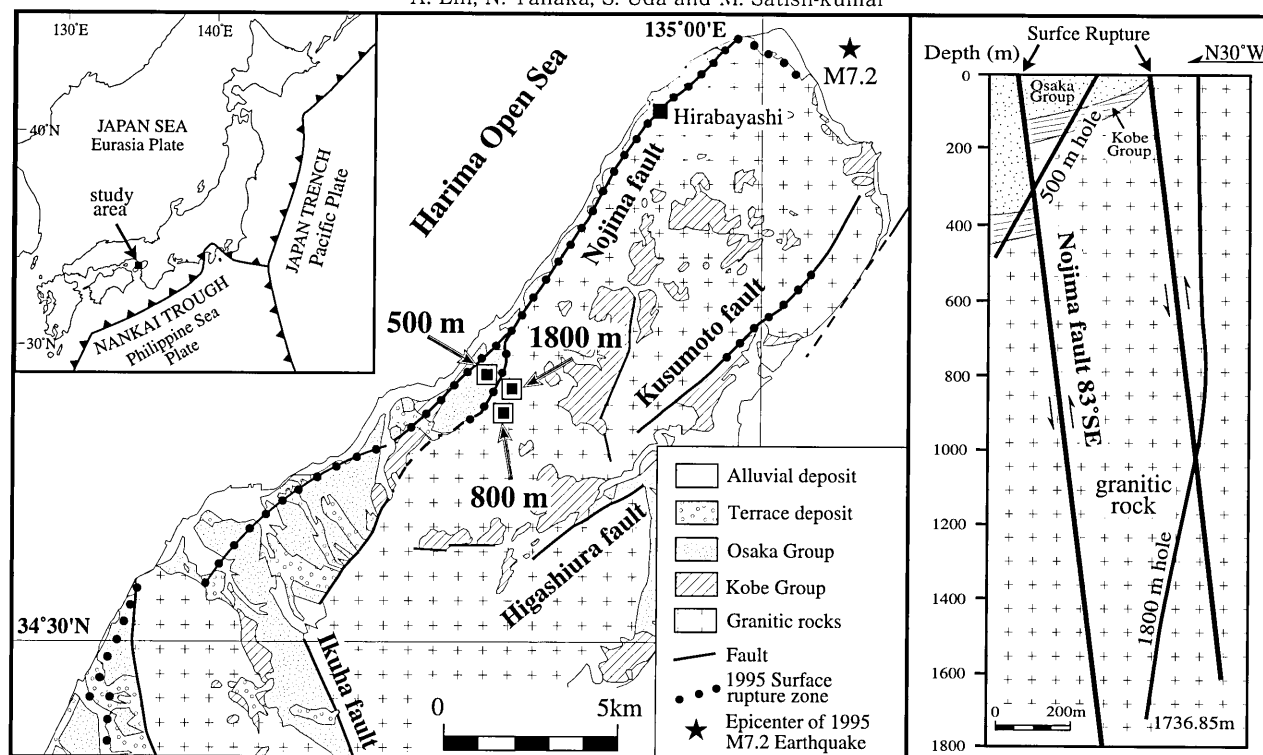 A. Lin, N. Tanaka, S. Uda and M. Satish-kumar
130°E
140°E
40°N
30°N
JAPAN SEA
Eurasia Plate
study
area
JAPAN TRENCH
Pacific Plate
NANKAI TROUGH
Philippine Sea
Plate
135°00'E
M7.2
Harima Open Sea
Hirabayashi
Nojima fault
500 m
1800 m
800 m
Kusumoto fault
Higashiura fault
34°30'N
Ikuha fault
0
5km
Alluvial deposit
Terrace deposit
Osaka Group
Kobe Group
Granitic rocks
Fault
1995 Surface
rupture zone
Epicenter of 1995
M7.2 Earthquake
Surfce Rupture
Depth (m)
N30°W
0
200
400
600
800
1000
1200
1400
1600
1800
Osaka
Group
Kobe
Group
500 m hole
Nojima fault 83°SE
granitic
rock
1800 m hole
0
200m
1736.85m